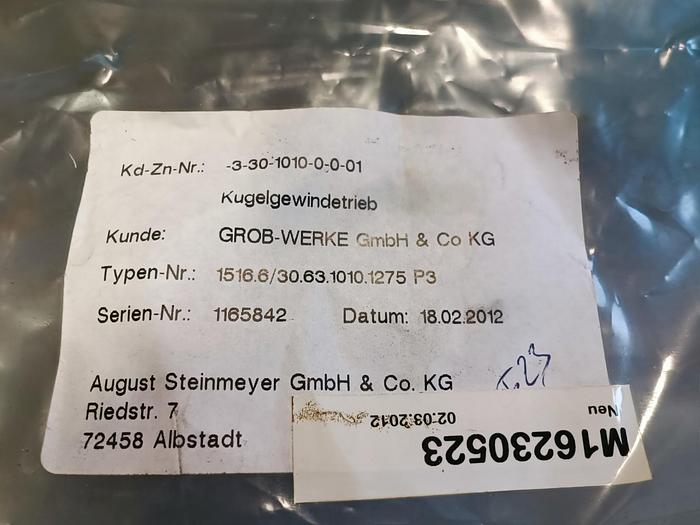 Kd-Zn-Nr.: -3-30-1010-0-0-01
Kugelgewindetrieb
Kunde: GROB-WERKE GmbH & Co KG
Typen-Nr.: 1516.6/30.63.1010.1275 P3
Serien-Nr.: 1165842 Datum: 18.02.2012
August Steinmeyer GmbH & Co. KG
Riedstr. 7
72458 Albstadt
M16230523
Neu
02.08.2012